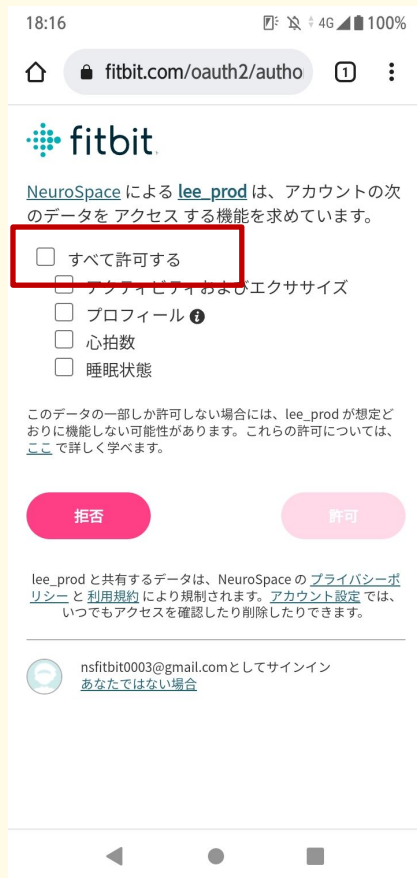 18:16
4G 100%
fitbit.com/oauth2/autho
1
fitbit
NeuroSpace による lee_prod は、アカウントの次
のデータを アクセス する機能を求めています。
すべて許可する
アクティビティおよびエクササイズ
プロフィール
心拍数
睡眠状態
このデータの一部しか許可しない場合には、lee_prod が想定ど
おりに機能しない可能性があります。これらの許可については、
ここ で詳しく学べます。
拒否
許可
lee_prod と共有するデータは、NeuroSpace の プライバシーポ
リシー と 利用規約 により規制されます。アカウント設定 では、
いつでもアクセスを確認したり削除したりできます。
nsfitbit0003@gmail.comとしてサインイン
あなたではない場合